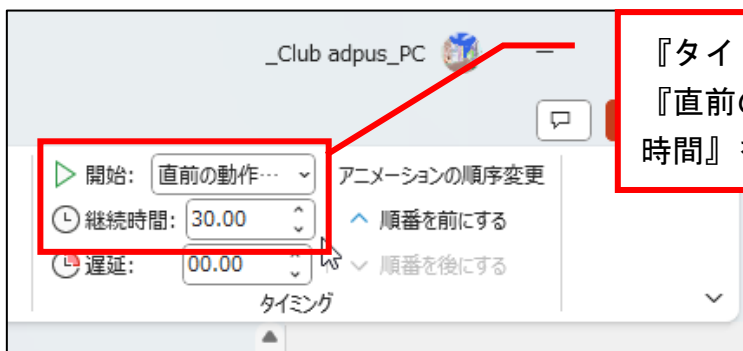 _Club adpus_PC
『タイ
『直前の
時間』
開始: 直前の動作… アニメーションの順序変更
継続時間: 30.00 順番を前にする
遅延: 00.00 順番を後にする
タイミング